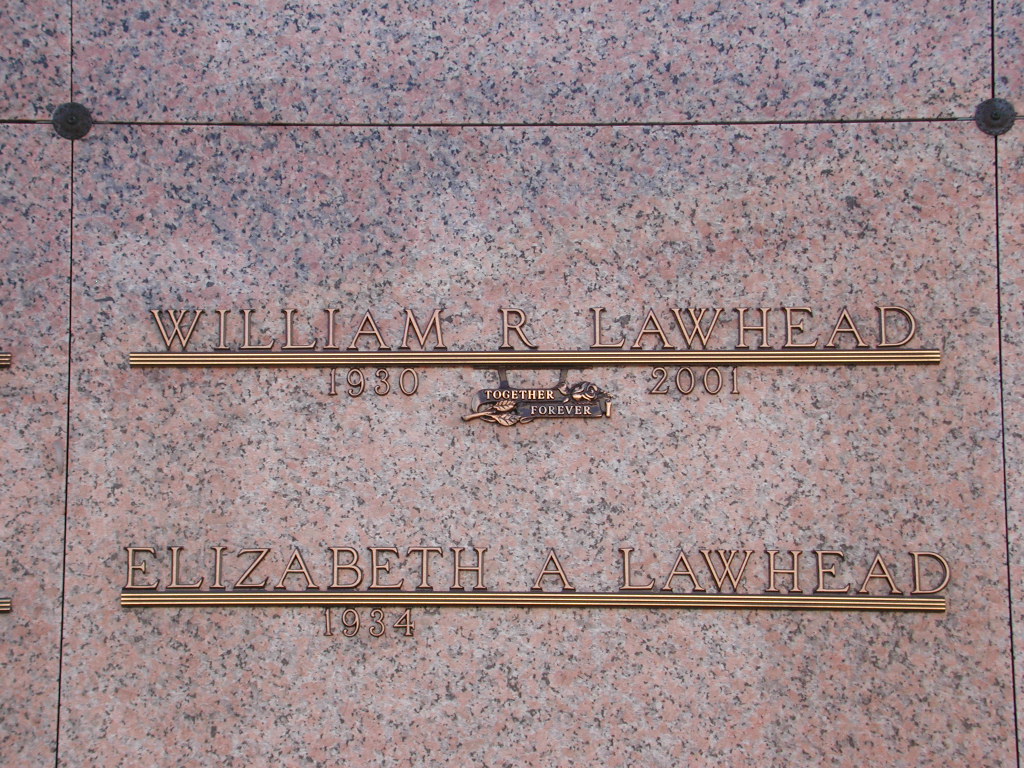 WILLIAM R LAWHEAD
1930 2001
TOGETHER
FOREVER
ELIZABETH A LAWHEAD
1934